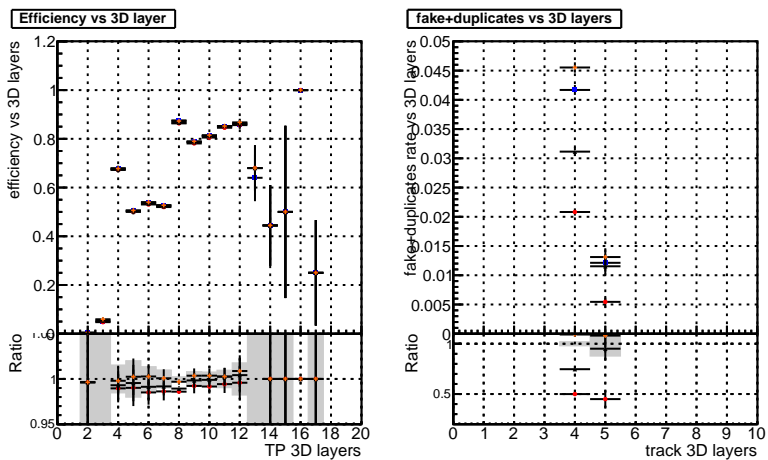 Efficiency vs 3D layer
efficiency vs 3D layers
1.2
1
0.8
0.6
0.4
0.2
0
Ratio
1
0.95
0 2 4 6 8 10 12 14 16 18 20
TP 3D layers
fake+duplicates vs 3D layers
fake+duplicates rate vs 3D layers
0.05
0.045
0.04
0.035
0.03
0.025
0.02
0.015
0.01
0.005
0
Ratio
1
0.5
0 1 2 3 4 5 6 7 8 9 10
track 3D layers